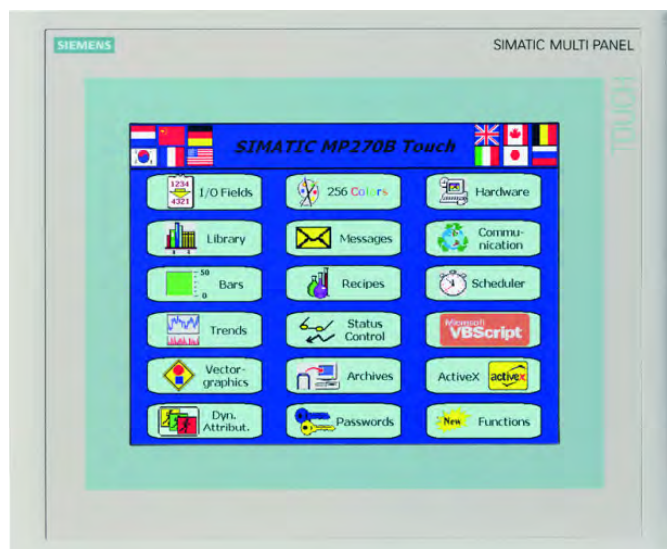 SIEMENS
SIMATIC MULTI PANEL
TOUCH
SIMATIC MP270B Touch
1234
4321
I/O Fields
256 Colors
Hardware
Library
Messages
Commu-
nication
50
0
Bars
Recipes
Scheduler
Trends
Status
Control
Microsoft
VBScript
Vector-
graphics
Archives
ActiveX
activex
Dyn.
Attribut.
Passwords
New
Functions